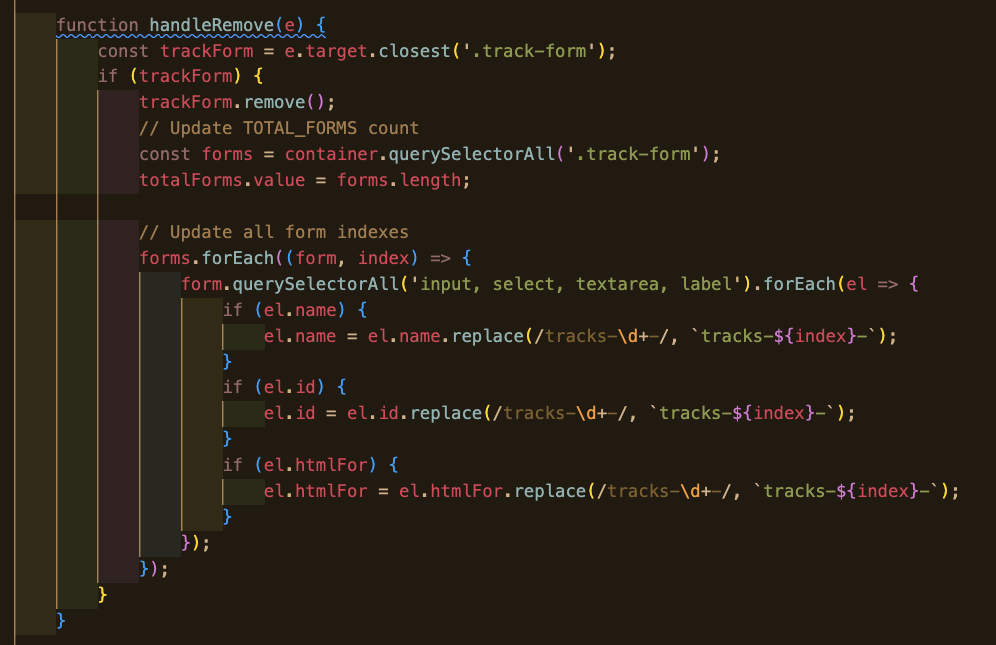 function handleRemove(e) {
const trackForm = e.target.closest('.track-form');
if (trackForm) {
trackForm.remove();
// Update TOTAL_FORMS count
const forms = container.querySelectorAll('.track-form');
totalForms.value = forms.length;
// Update all form indexes
forms.forEach((form, index) => {
form.querySelectorAll('input, select, textarea, label').forEach(el => {
if (el.name) {
el.name = el.name.replace(/tracks-\d+-/, `tracks-${index}-`);
}
if (el.id) {
el.id = el.id.replace(/tracks-\d+-/, `tracks-${index}-`);
}
if (el.htmlFor) {
el.htmlFor = el.htmlFor.replace(/tracks-\d+-/, `tracks-${index}-`);
}
});
});
}
}